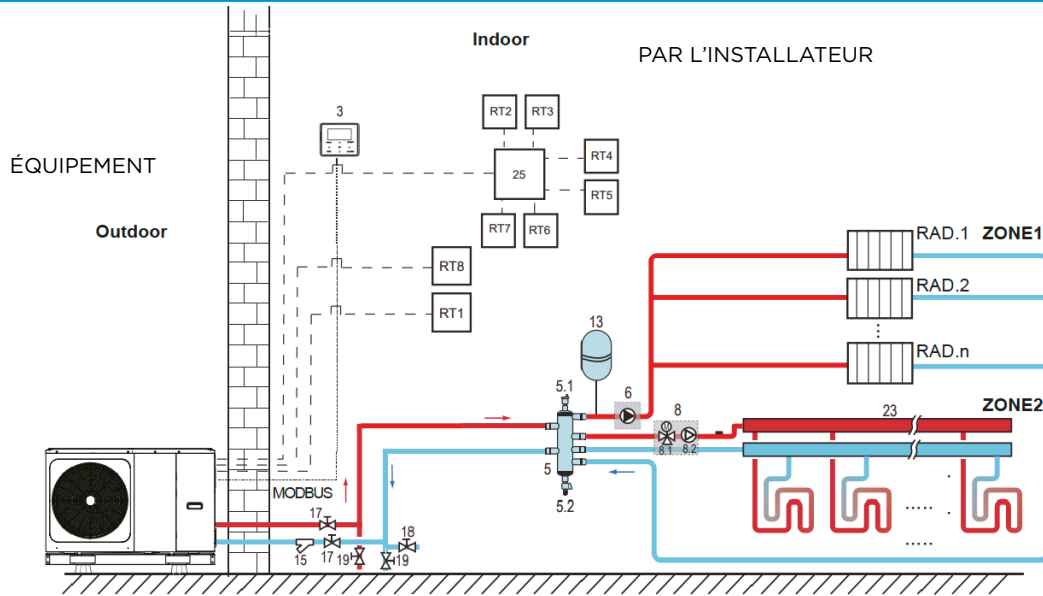 Indoor
PAR L'INSTALLATEUR
3
RT2
RT3
ÉQUIPEMENT
RT4
25
RT5
Outdoor
RT7
RT6
RAD.1
ZONE1
RT8
RAD.2
RT1
13
RAD.n
5.1
6
8
23
ZONE2
8.1
8.2
5
MODBUS
5.2
17
18
15
17
19
19